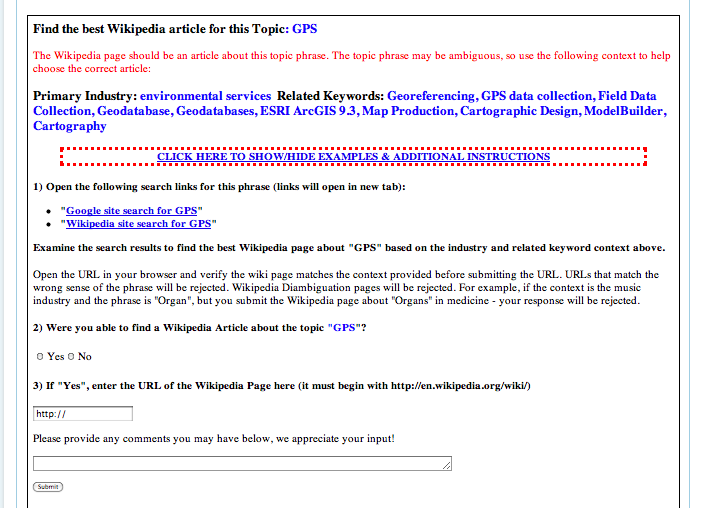 Find the best Wikipedia article for this Topic: GPS
The Wikipedia page should be an article about this topic phrase. The topic phrase may be ambiguous, so use the following context to help
choose the correct article:
Primary Industry: environmental services Related Keywords: Georeferencing, GPS data collection, Field Data
Collection, Geodatabase, Geodatabases, ESRI ArcGIS 9.3, Map Production, Cartographic Design, ModelBuilder,
Cartography
CLICK HERE TO SHOW/HIDE EXAMPLES & ADDITIONAL INSTRUCTIONS
1) Open the following search links for this phrase (links will open in new tab):
• "Google site search for GPS"
• "Wikipedia site search for GPS"
Examine the search results to find the best Wikipedia page about "GPS" based on the industry and related keyword context above.
Open the URL in your browser and verify the wiki page matches the context provided before submitting the URL. URLs that match the
wrong sense of the phrase will be rejected. Wikipedia Diambiguation pages will be rejected. For example, if the context is the music
industry and the phrase is "Organ", but you submit the Wikipedia page about "Organs" in medicine - your response will be rejected.
2) Were you able to find a Wikipedia Article about the topic "GPS"?
Yes No
3) If "Yes", enter the URL of the Wikipedia Page here (it must begin with http://en.wikipedia.org/wiki/)
http://
Please provide any comments you may have below, we appreciate your input!
Submit